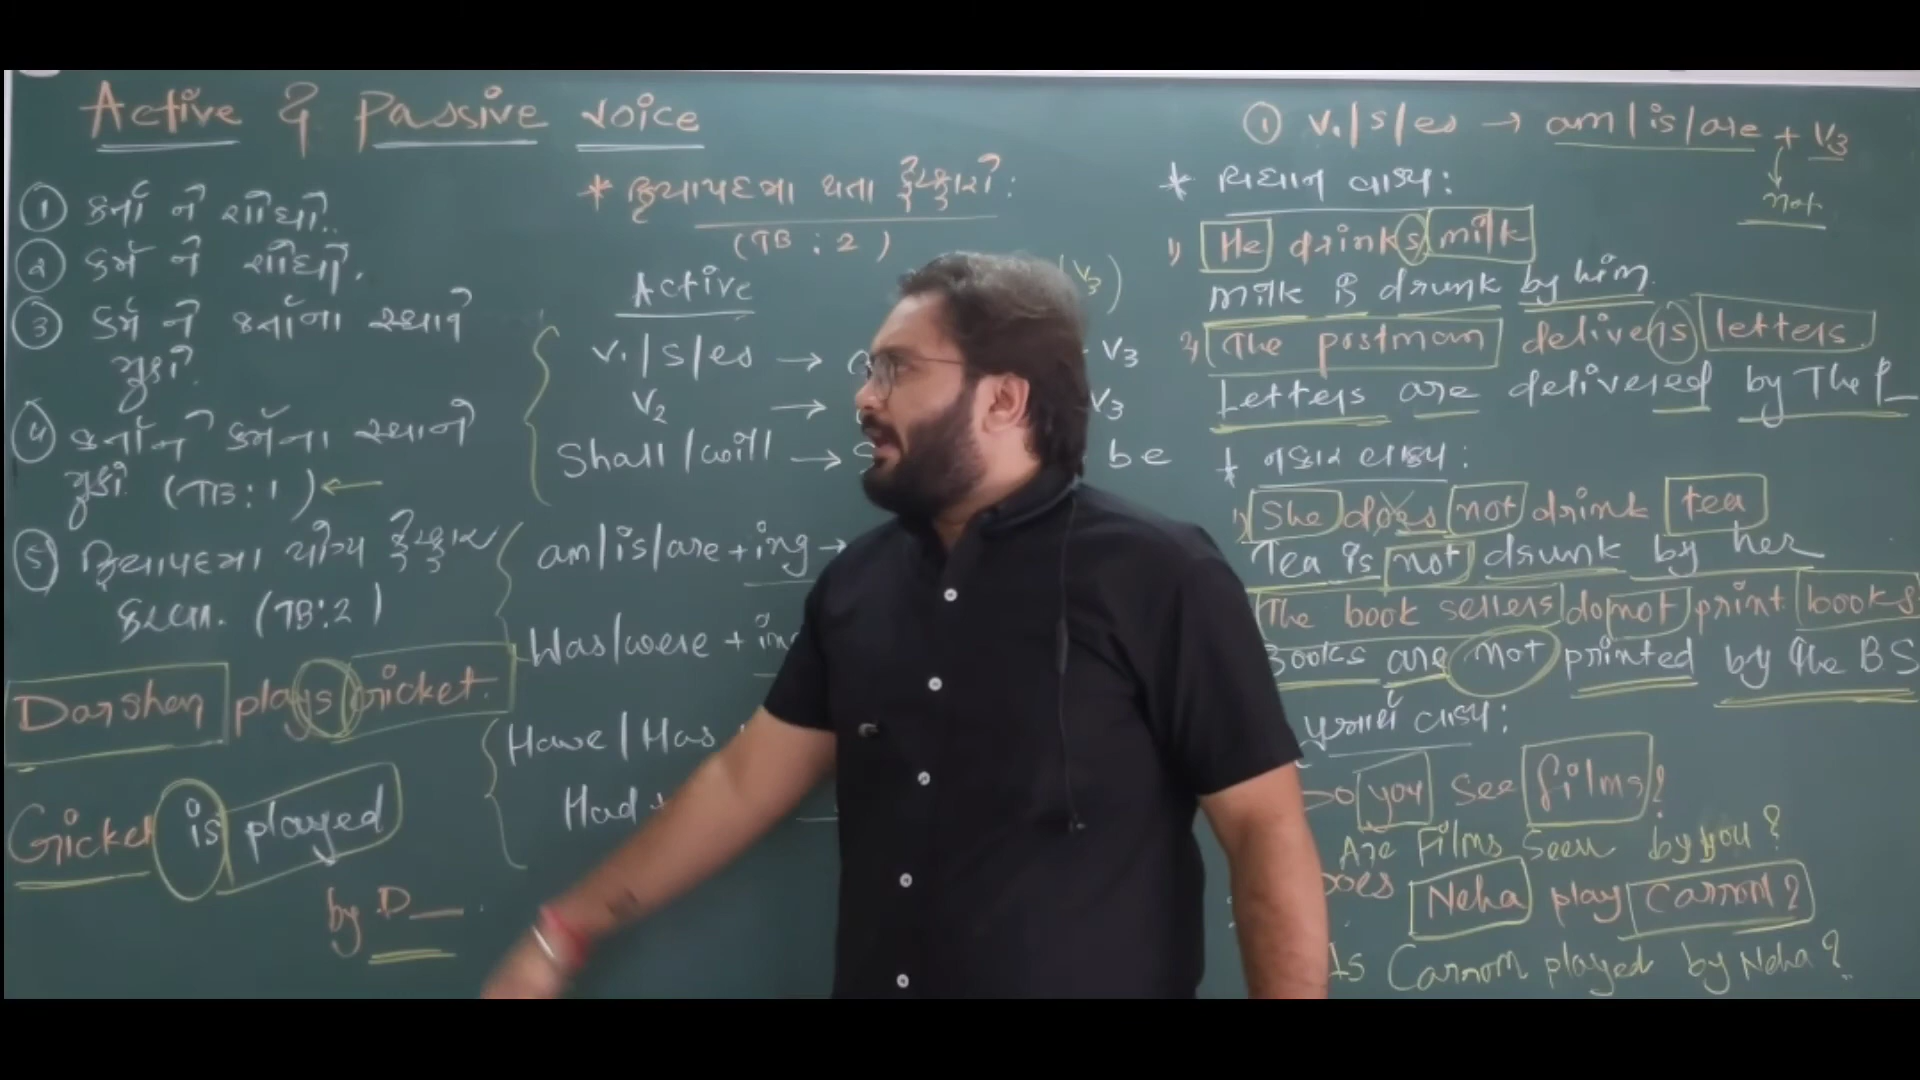 Active & Passive voice
① કર્તા ને શોધો.
② કર્મ ને શોધો.
③ કર્મ ને કર્તાના સ્થાને
મુકો.
④ કર્તાને કર્મના સ્થાને
મુકો (TB:1) ←
⑤ ક્રિયાપદમાં યોગ્ય ફેરફાર
કરવા. (TB:2)
Darshan plays cricket.
Cricket is played
by D__.
* ક્રિયાપદમા થતા ફેરફારો:
(TB : 2)
Active
(V3)
V1/s/es →
V3
V2 →
V3
Shall/will →
be
am/is/are + ing →
Was/were +
Have/Has
Had +
① V1/s/es → am/is/are + V3
not
* વિધાન વાક્ય:
1) He drinks milk
milk is drunk by him.
2) The postman delivers letters.
Letters are delivered by The P__
* નકાર વાક્ય:
1) She does not drink tea
Tea is not drunk by her
The book sellers do not print books
Books are not printed by the BS
પ્રશ્નાર્થ વાક્ય:
Do you see films?
Are Films seen by you?
Does Neha play Carrom?
Is Carrom played by Neha?